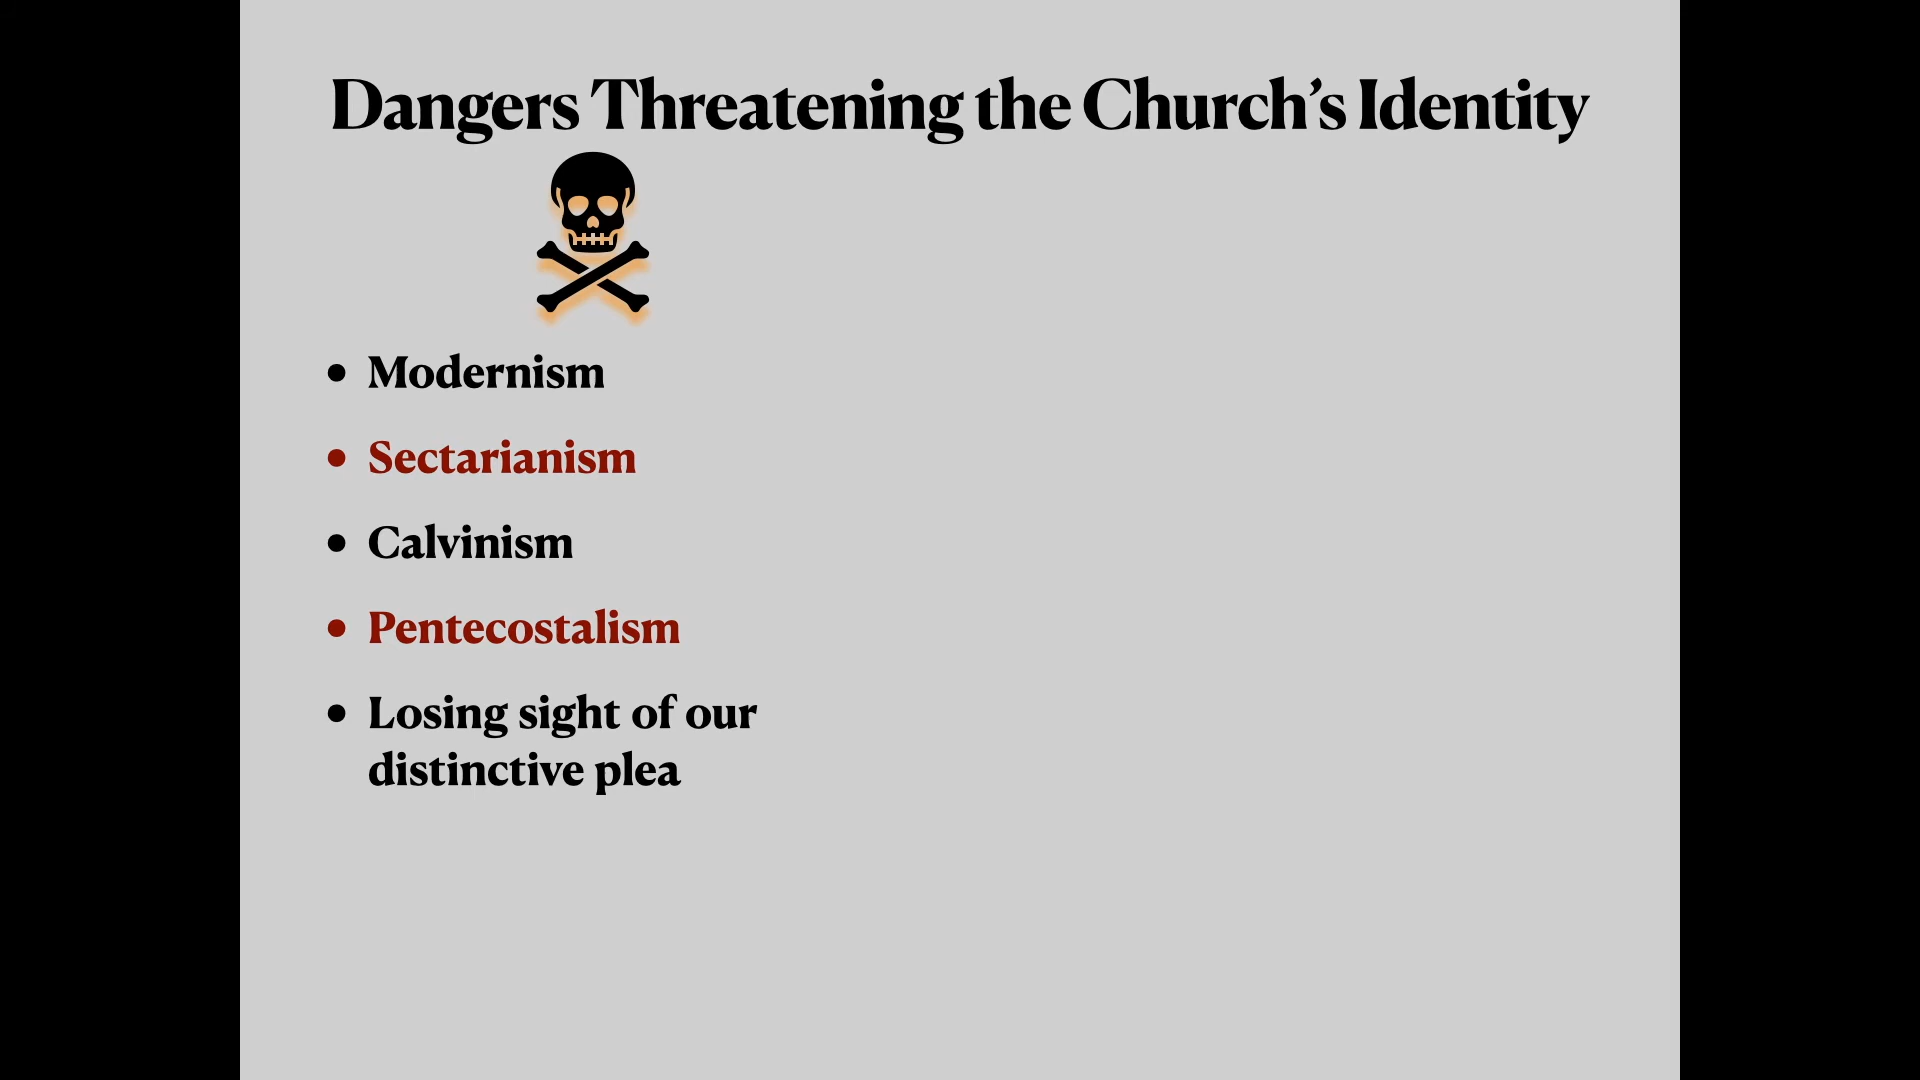 Dangers Threatening the Church’s Identity
• Modernism
• Sectarianism
• Calvinism
• Pentecostalism
• Losing sight of our
distinctive plea